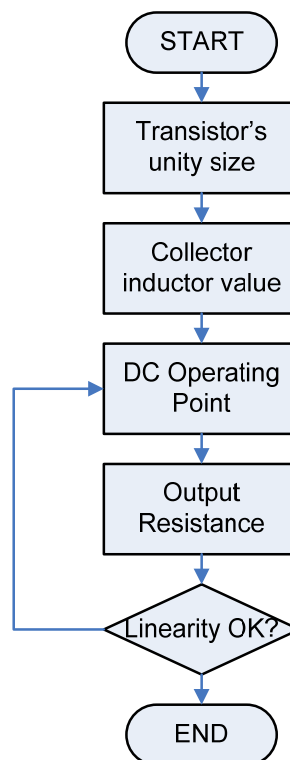 START
Transistor's
unity size
Collector
inductor value
DC Operating
Point
Output
Resistance
Linearity OK?
END